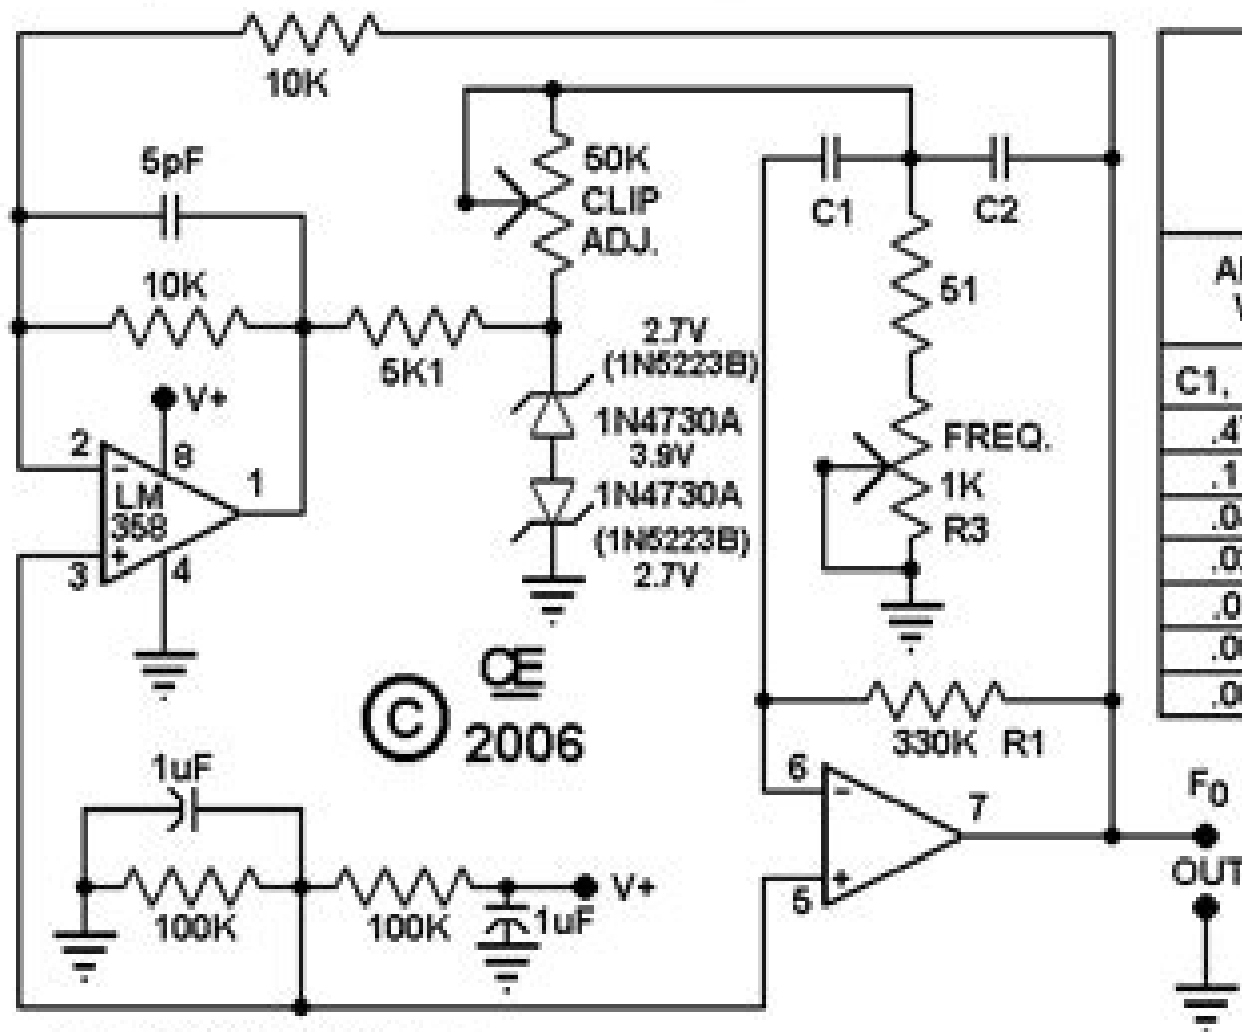 10K
5pF
50K
CLIP
ADJ.
C1
C2
10K
5K1
51
2.7V
(1N5223B)
1N4730A
3.9V
1N4730A
(1N5223B)
2.7V
V+
2
8
1
-
LM
358
+
3
4
FREQ.
1K
R3
C1,
.1
C
CE
2006
330K R1
1uF
6
-
7
+
5
F0
OUT
100K
100K
V+
1uF